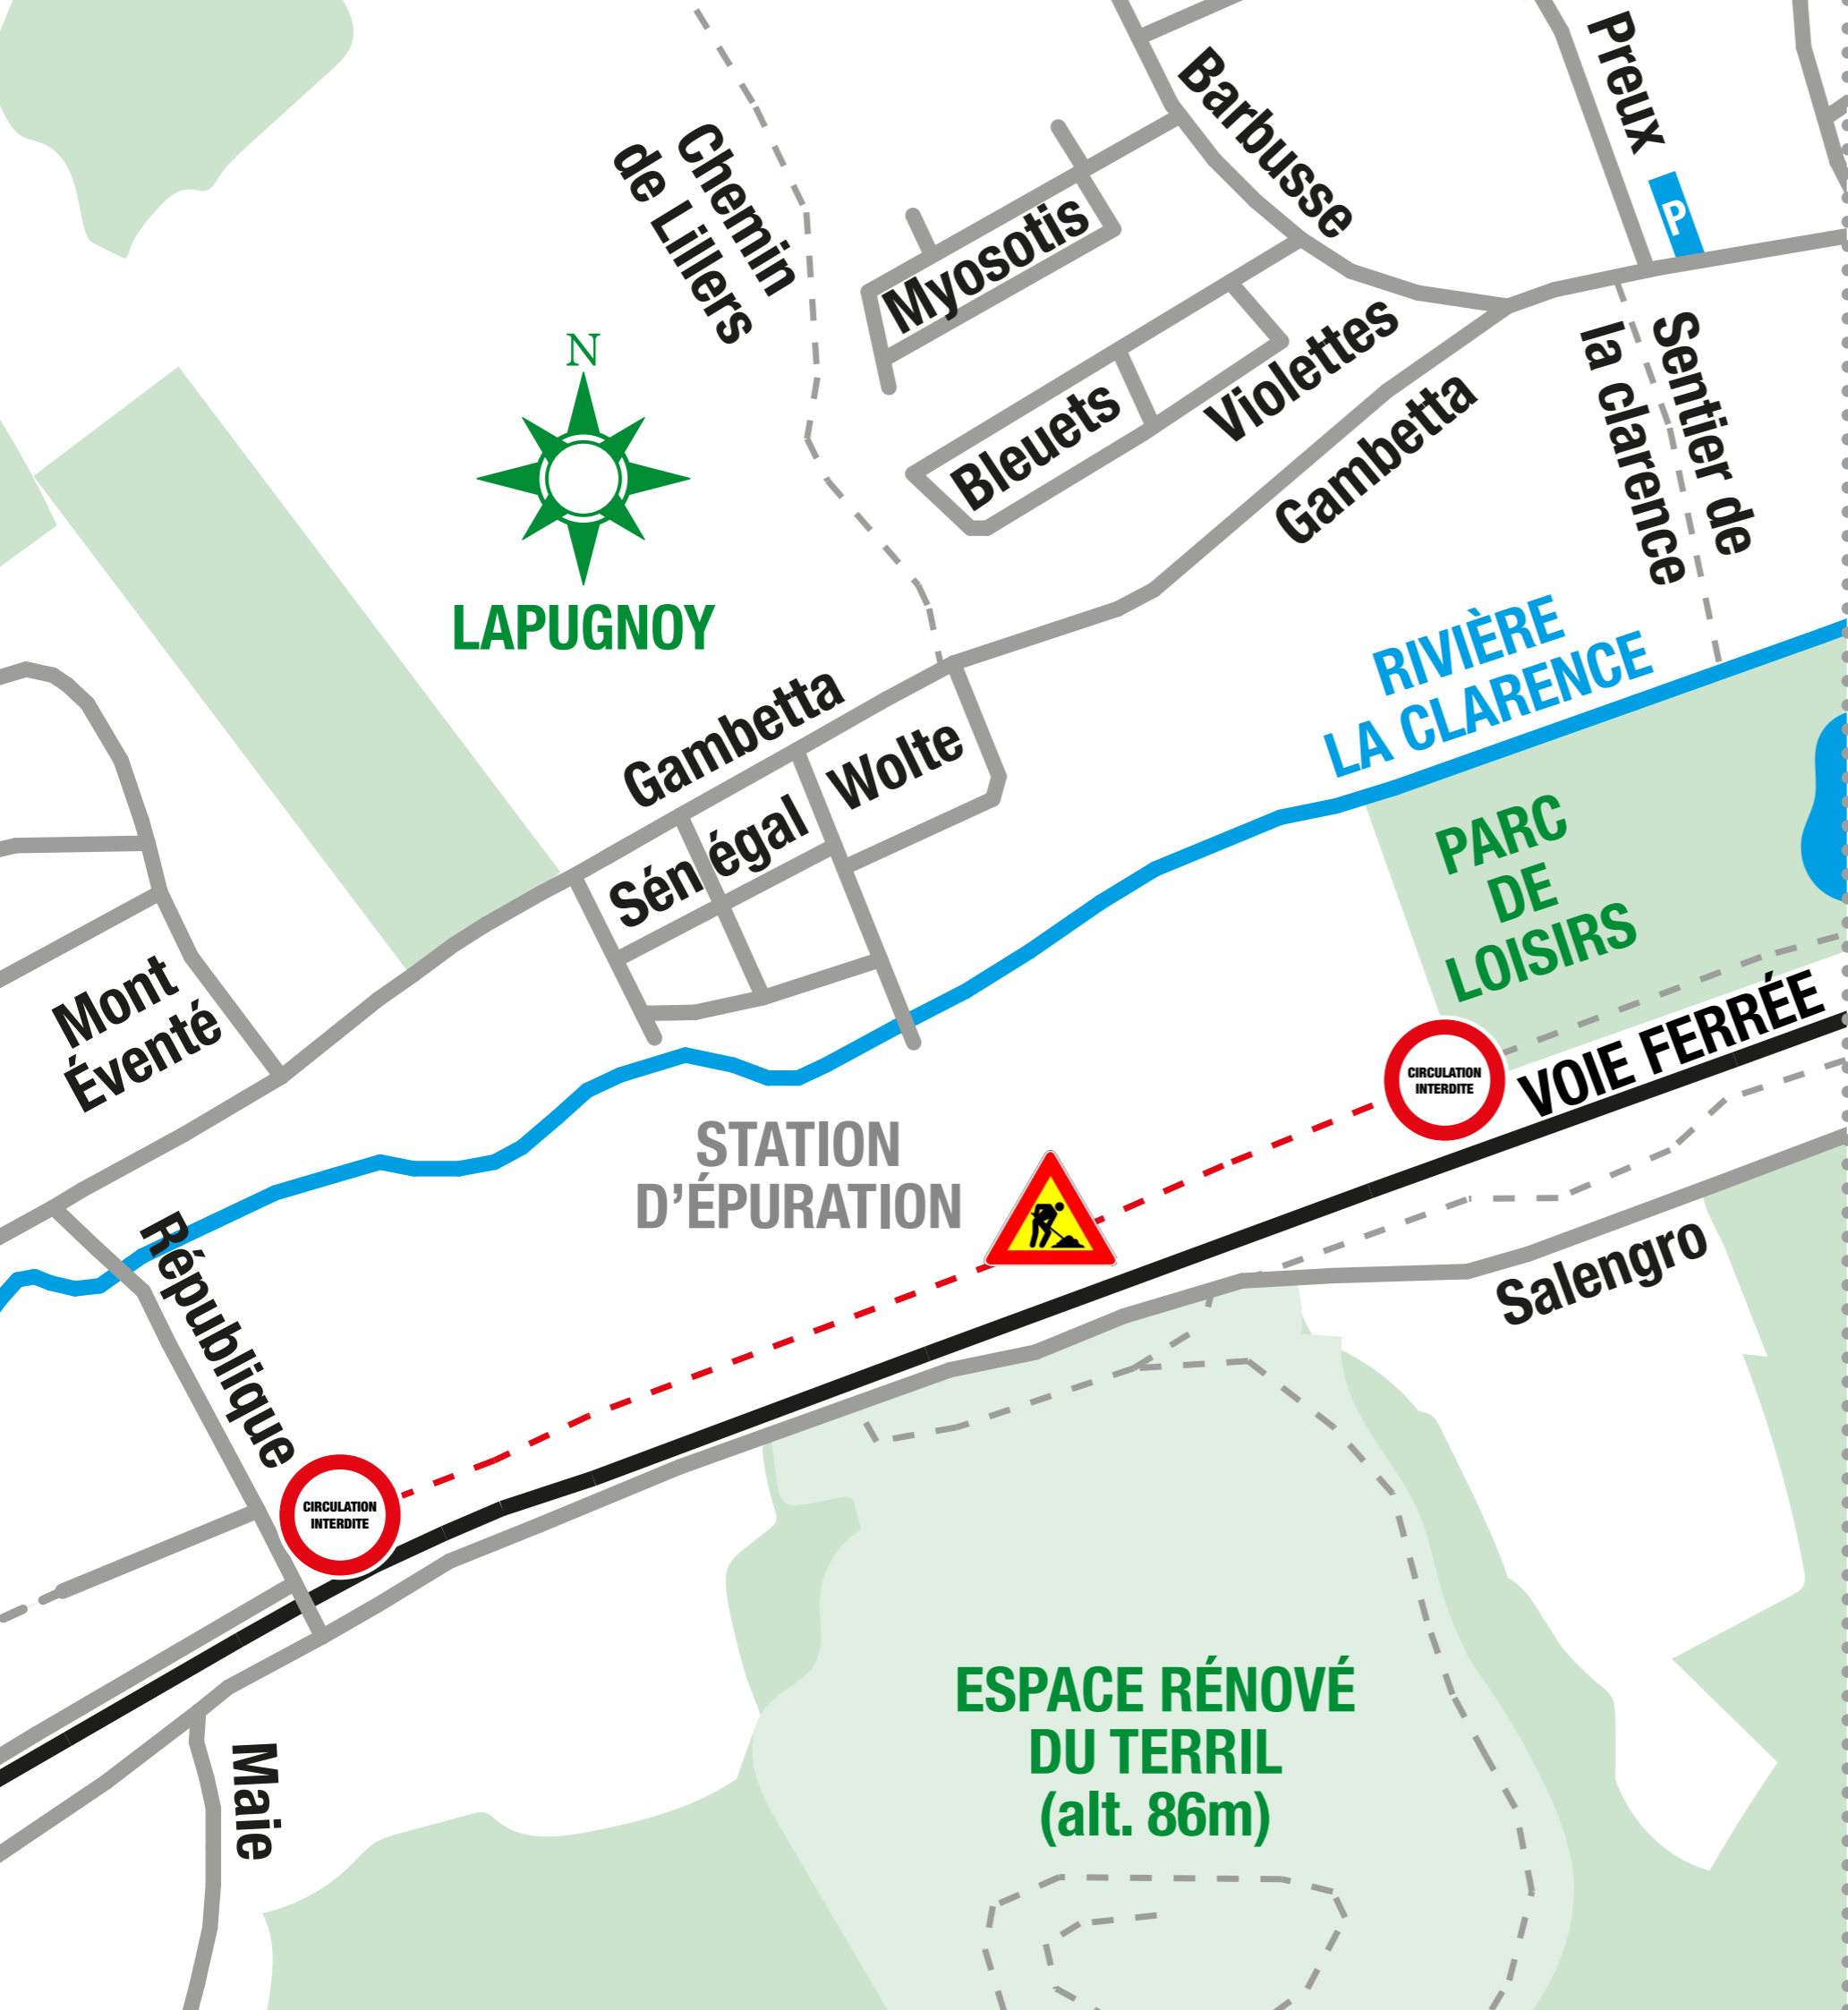 Preux
P
Barbusse
Chemin
de Lillers
Myosotis
Bleuets
Violettes
Gambetta
Sentier de
la clarence
N
LAPUGNOY
RIVIÈRE
LA CLARENCE
Gambetta
Wolte
Sén égal
PARC
DE
LOISIRS
Mont
Éventé
VOIE FERRÉE
CIRCULATION
INTERDITE
STATION
D'ÉPURATION
République
Salengro
CIRCULATION
INTERDITE
ESPACE RÉNOVÉ
DU TERRIL
(alt. 86m)
Maie